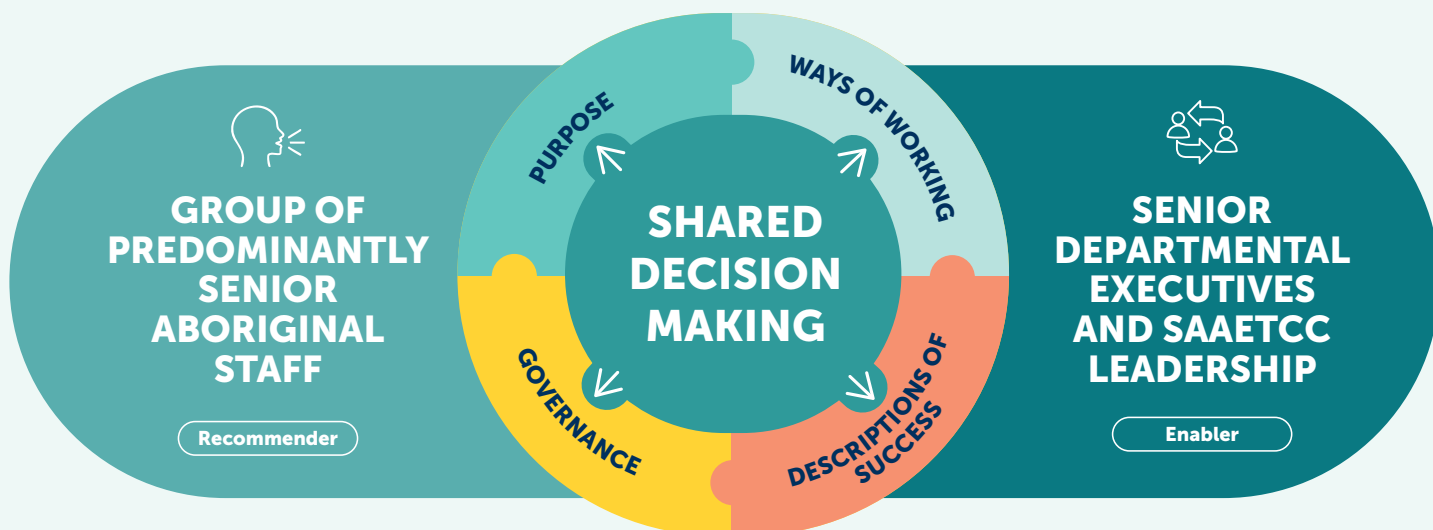 GROUP OF
PREDOMINANTLY
SENIOR
ABORIGINAL
STAFF
Recommender
PURPOSE
WAYS OF WORKING
SHARED
DECISION
MAKING
GOVERNANCE
DESCRIPTIONS OF
SUCCESS
SENIOR
DEPARTMENTAL
EXECUTIVES
AND SAAETCC
LEADERSHIP
Enabler